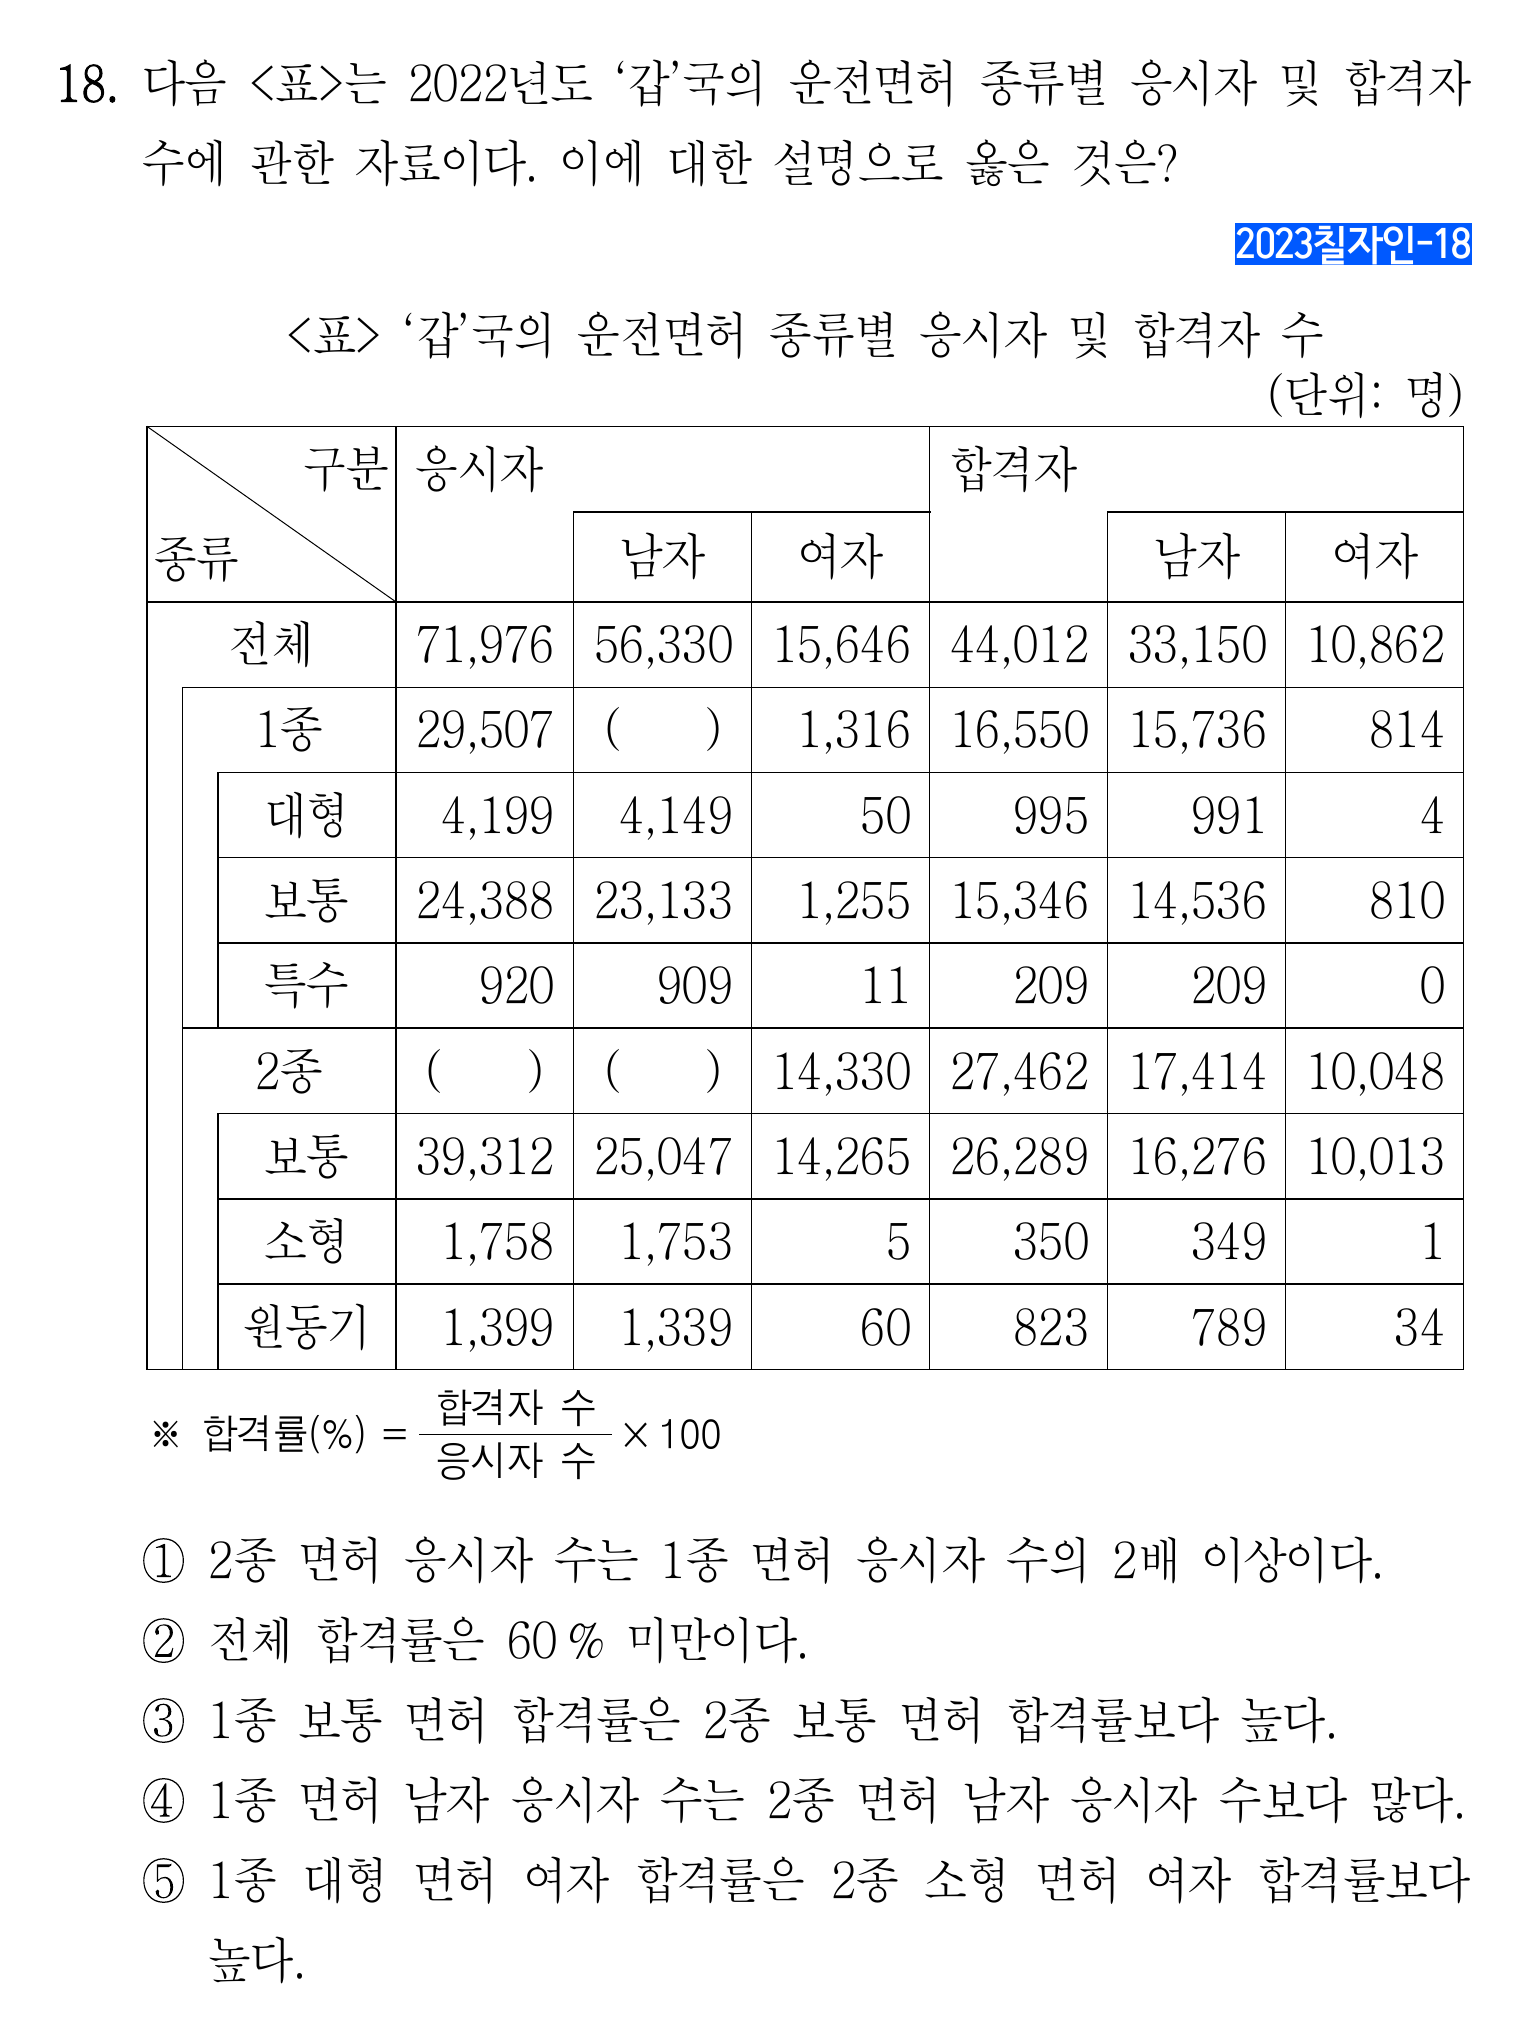 18. 다음 <표>는 2022년도 ‘갑’국의 운전면허 종류별 응시자 및 합격자
수에 관한 자료이다. 이에 대한 설명으로 옳은 것은?
2023칠자인-18
<표> ‘갑’국의 운전면허 종류별 응시자 및 합격자 수
(단위: 명)
구분 응시자 합격자
종류 남자 여자 남자 여자
전체 71,976 56,330 15,646 44,012 33,150 10,862
1종 29,507 ( ) 1,316 16,550 15,736 814
대형 4,199 4,149 50 995 991 4
보통 24,388 23,133 1,255 15,346 14,536 810
특수 920 909 11 209 209 0
2종 ( ) ( ) 14,330 27,462 17,414 10,048
보통 39,312 25,047 14,265 26,289 16,276 10,013
소형 1,758 1,753 5 350 349 1
원동기 1,399 1,339 60 823 789 34
※ 합격률(%) = 합격자 수 / 응시자 수 × 100
① 2종 면허 응시자 수는 1종 면허 응시자 수의 2배 이상이다.
② 전체 합격률은 60% 미만이다.
③ 1종 보통 면허 합격률은 2종 보통 면허 합격률보다 높다.
④ 1종 면허 남자 응시자 수는 2종 면허 남자 응시자 수보다 많다.
⑤ 1종 대형 면허 여자 합격률은 2종 소형 면허 여자 합격률보다
높다.